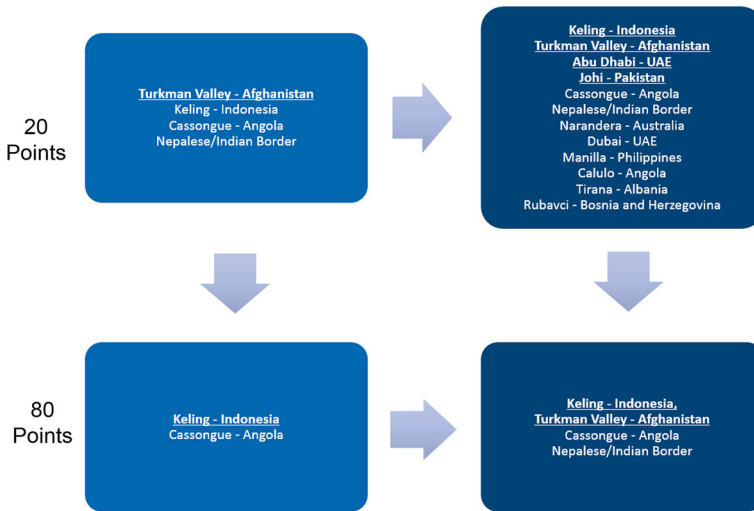 20
Points
Turkman Valley - Afghanistan
Keling - Indonesia
Cassongue - Angola
Nepalese/Indian Border
Keling - Indonesia
Turkman Valley - Afghanistan
Abu Dhabi - UAE
Johi - Pakistan
Cassongue - Angola
Nepalese/Indian Border
Narandera - Australia
Dubai - UAE
Manilla - Philippines
Calulo - Angola
Tirana - Albania
Rubavci - Bosnia and Herzegovina
80
Points
Keling - Indonesia
Cassongue - Angola
Keling - Indonesia,
Turkman Valley - Afghanistan
Cassongue - Angola
Nepalese/Indian Border